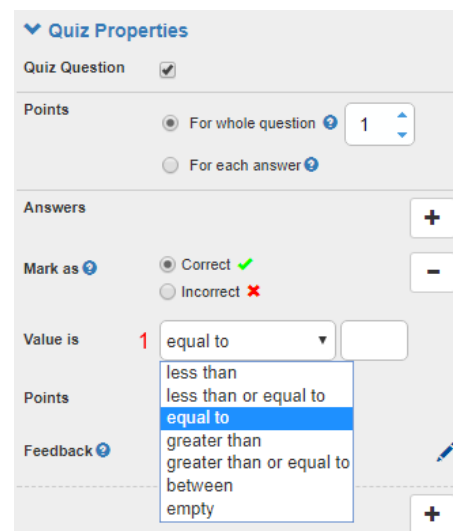 Quiz Properties
Quiz Question
Points
For whole question 1
For each answer
Answers
Mark as
Correct
Incorrect
Value is 1 equal to
less than
less than or equal to
Points
equal to
greater than
Feedback
greater than or equal to
between
empty